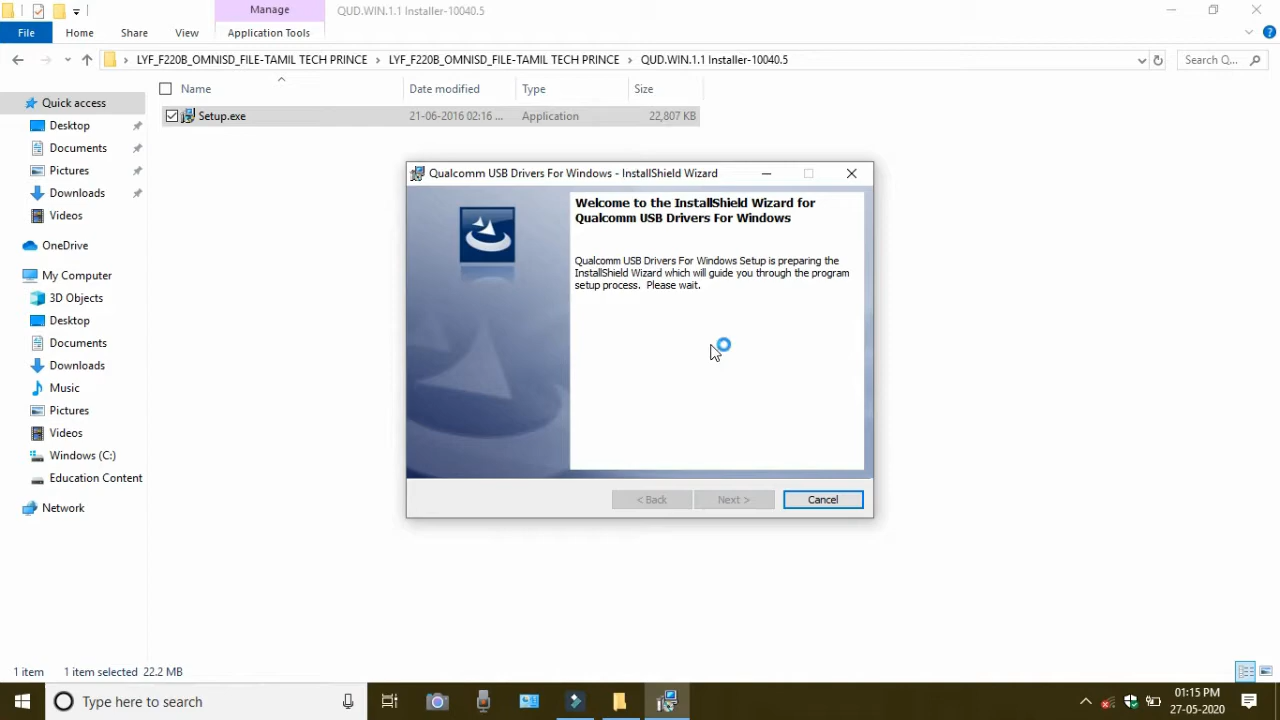 Manage
QUD.WIN.1.1 Installer-10040.5
File
Home
Share
View
Application Tools
LYF_F220B_OMNISD_FILE-TAMIL TECH PRINCE > LYF_F220B_OMNISD_FILE-TAMIL TECH PRINCE > QUD.WIN.1.1 Installer-10040.5
Search Q...
Name
Date modified
Type
Size
Setup.exe
21-06-2016 02:16 ...
Application
22,807 KB
Quick access
Desktop
Documents
Pictures
Downloads
Videos
OneDrive
My Computer
3D Objects
Desktop
Documents
Downloads
Music
Pictures
Videos
Windows (C:)
Education Content
Network
Qualcomm USB Drivers For Windows - InstallShield Wizard
Welcome to the InstallShield Wizard for
Qualcomm USB Drivers For Windows
Qualcomm USB Drivers For Windows Setup is preparing the
InstallShield Wizard which will guide you through the program
setup process. Please wait.
< Back
Next >
Cancel
1 item
1 item selected 22.2 MB
Type here to search
01:15 PM
27-05-2020